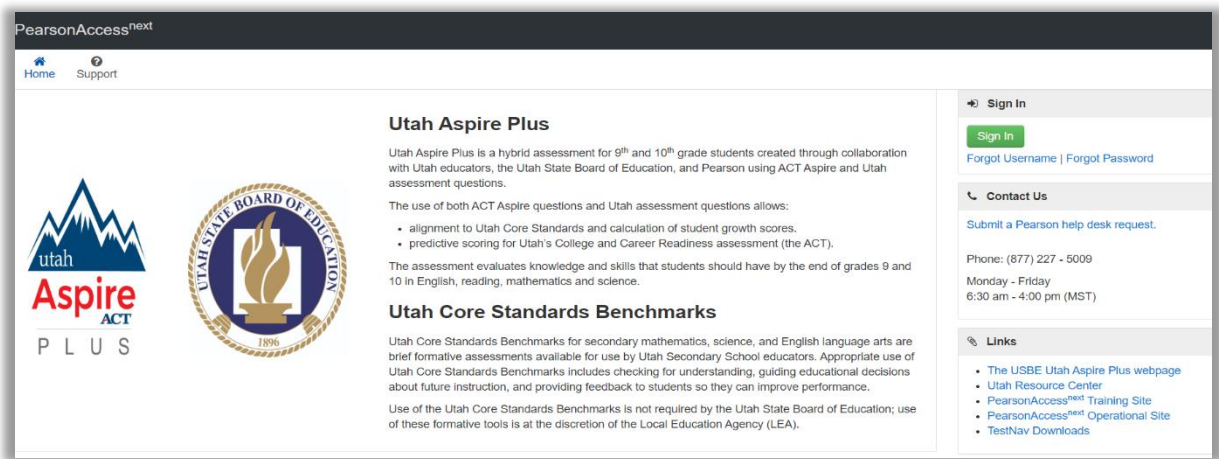 PearsonAccessnext
Home
Support
utah
Aspire
ACT
PLUS
UTAH STATE BOARD OF EDUCATION
1896
Utah Aspire Plus
Utah Aspire Plus is a hybrid assessment for 9th and 10th grade students created through collaboration
with Utah educators, the Utah State Board of Education, and Pearson using ACT Aspire and Utah
assessment questions.
The use of both ACT Aspire questions and Utah assessment questions allows:
• alignment to Utah Core Standards and calculation of student growth scores.
• predictive scoring for Utah's College and Career Readiness assessment (the ACT).
The assessment evaluates knowledge and skills that students should have by the end of grades 9 and
10 in English, reading, mathematics and science.
Utah Core Standards Benchmarks
Utah Core Standards Benchmarks for secondary mathematics, science, and English language arts are
brief formative assessments available for use by Utah Secondary School educators. Appropriate use of
Utah Core Standards Benchmarks includes checking for understanding, guiding educational decisions
about future instruction, and providing feedback to students so they can improve performance.
Use of the Utah Core Standards Benchmarks is not required by the Utah State Board of Education; use
of these formative tools is at the discretion of the Local Education Agency (LEA).
Sign In
Sign In
Forgot Username | Forgot Password
Contact Us
Submit a Pearson help desk request.
Phone: (877) 227 - 5009
Monday - Friday
6:30 am - 4:00 pm (MST)
Links
• The USBE Utah Aspire Plus webpage
• Utah Resource Center
• PearsonAccessnext Training Site
• PearsonAccessnext Operational Site
• TestNav Downloads